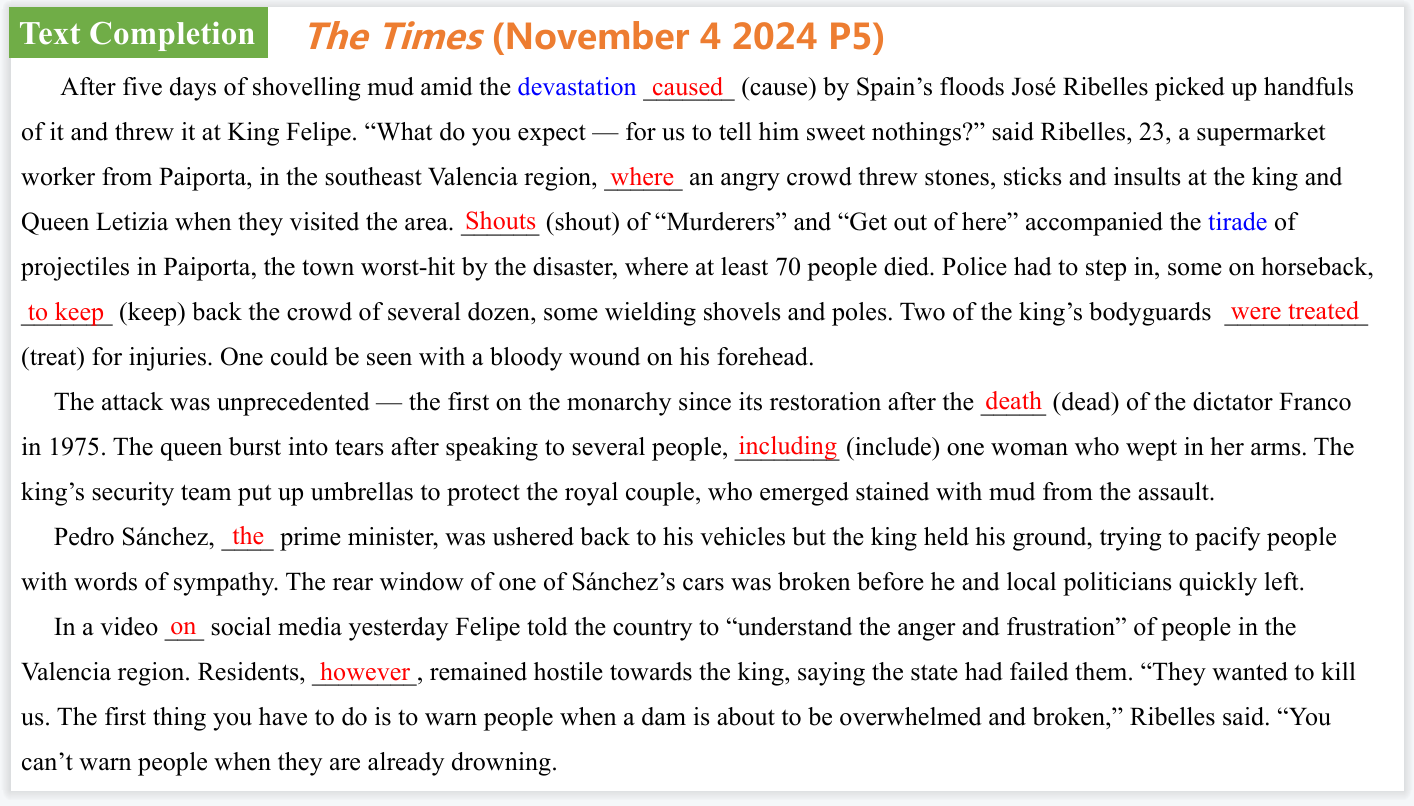 Text Completion The Times (November 4 2024 P5)
After five days of shovelling mud amid the devastation caused (cause) by Spain’s floods José Ribelles picked up handfuls
of it and threw it at King Felipe. “What do you expect — for us to tell him sweet nothings?” said Ribelles, 23, a supermarket
worker from Paiporta, in the southeast Valencia region, where an angry crowd threw stones, sticks and insults at the king and
Queen Letizia when they visited the area. Shouts (shout) of “Murderers” and “Get out of here” accompanied the tirade of
projectiles in Paiporta, the town worst-hit by the disaster, where at least 70 people died. Police had to step in, some on horseback,
to keep (keep) back the crowd of several dozen, some wielding shovels and poles. Two of the king’s bodyguards were treated
(treat) for injuries. One could be seen with a bloody wound on his forehead.
The attack was unprecedented — the first on the monarchy since its restoration after the death (dead) of the dictator Franco
in 1975. The queen burst into tears after speaking to several people, including (include) one woman who wept in her arms. The
king’s security team put up umbrellas to protect the royal couple, who emerged stained with mud from the assault.
Pedro Sánchez, the prime minister, was ushered back to his vehicles but the king held his ground, trying to pacify people
with words of sympathy. The rear window of one of Sánchez’s cars was broken before he and local politicians quickly left.
In a video on social media yesterday Felipe told the country to “understand the anger and frustration” of people in the
Valencia region. Residents, however, remained hostile towards the king, saying the state had failed them. “They wanted to kill
us. The first thing you have to do is to warn people when a dam is about to be overwhelmed and broken,” Ribelles said. “You
can’t warn people when they are already drowning.